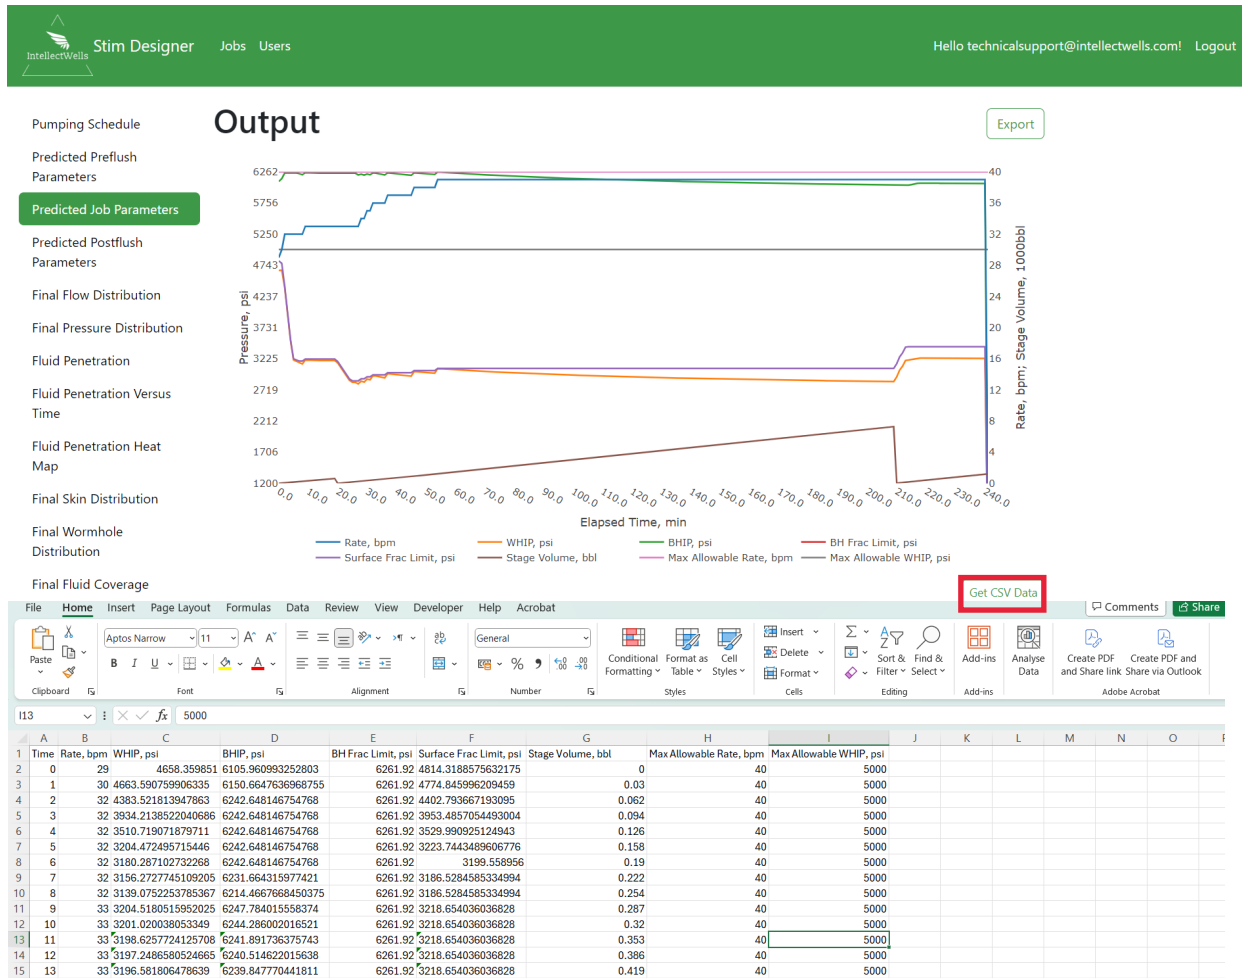 IntellectWells
Stim Designer
Jobs
Users
Hello technicalsupport@intellectwells.com!
Logout
Pumping Schedule
Predicted Preflush
Parameters
Predicted Job Parameters
Predicted Postflush
Parameters
Final Flow Distribution
Final Pressure Distribution
Fluid Penetration
Fluid Penetration Versus
Time
Fluid Penetration Heat
Map
Final Skin Distribution
Final Wormhole
Distribution
Final Fluid Coverage
Output
Export
6262
5756
5250
4743
4237
3731
3225
2719
2212
1706
1200
Pressure, psi
40
36
32
28
24
20
16
12
8
4
0
Rate, bpm; Stage Volume, 1000bbl
0.0 10.0 20.0 30.0 40.0 50.0 60.0 70.0 80.0 90.0 100.0 110.0 120.0 130.0 140.0 150.0 160.0 170.0 180.0 190.0 200.0 210.0 220.0 230.0 240.0
Elapsed Time, min
Rate, bpm WHIP, psi BHIP, psi BH Frac Limit, psi
Surface Frac Limit, psi Stage Volume, bbl Max Allowable Rate, bpm Max Allowable WHIP, psi
Get CSV Data
File Home Insert Page Layout Formulas Data Review View Developer Help Acrobat
Comments Share
Paste
Clipboard
Aptos Narrow 11 A^ A˅
B I U A
Font
ab
Alignment
General
% 9 .00
Number
Conditional
Formatting
Format as
Table
Cell
Styles
Styles
Insert
Delete
Format
Cells
Σ
Sort &
Filter
Find &
Select
Editing
Add-ins
Add-ins
Analyse
Data
Create PDF
and Share link
Create PDF and
Share via Outlook
Adobe Acrobat
I13 fx 5000
A B C D E F G H I J K L M N O
1 Time Rate, bpm WHIP, psi BHIP, psi BH Frac Limit, psi Surface Frac Limit, psi Stage Volume, bbl Max Allowable Rate, bpm Max Allowable WHIP, psi
2 0 29 4658.359851 6105.960993252803 6261.92 4814.3188575632175 0 40 5000
3 1 30 4663.590759906335 6150.6647636968755 6261.92 4774.845996209459 0.03 40 5000
4 2 32 4383.521813947863 6242.648146754768 6261.92 4402.793667193095 0.062 40 5000
5 3 32 3934.2138522040686 6242.648146754768 6261.92 3953.4857054493004 0.094 40 5000
6 4 32 3510.719071879711 6242.648146754768 6261.92 3529.990925124943 0.126 40 5000
7 5 32 3204.472495715446 6242.648146754768 6261.92 3223.7443489606776 0.158 40 5000
8 6 32 3180.287102732268 6242.648146754768 6261.92 3199.558956 0.19 40 5000
9 7 32 3156.2727745109205 6231.664315977421 6261.92 3186.5284585334994 0.222 40 5000
10 8 32 3139.0752253785367 6214.4667668450375 6261.92 3186.5284585334994 0.254 40 5000
11 9 33 3204.5180515952025 6247.784015558374 6261.92 3218.654036036828 0.287 40 5000
12 10 33 3201.020038053349 6244.286002016521 6261.92 3218.654036036828 0.32 40 5000
13 11 33 3198.6257724125708 6241.891736375743 6261.92 3218.654036036828 0.353 40 5000
14 12 33 3197.2486580524665 6240.514622015638 6261.92 3218.654036036828 0.386 40 5000
15 13 33 3196.581806478639 6239.847770441811 6261.92 3218.654036036828 0.419 40 5000